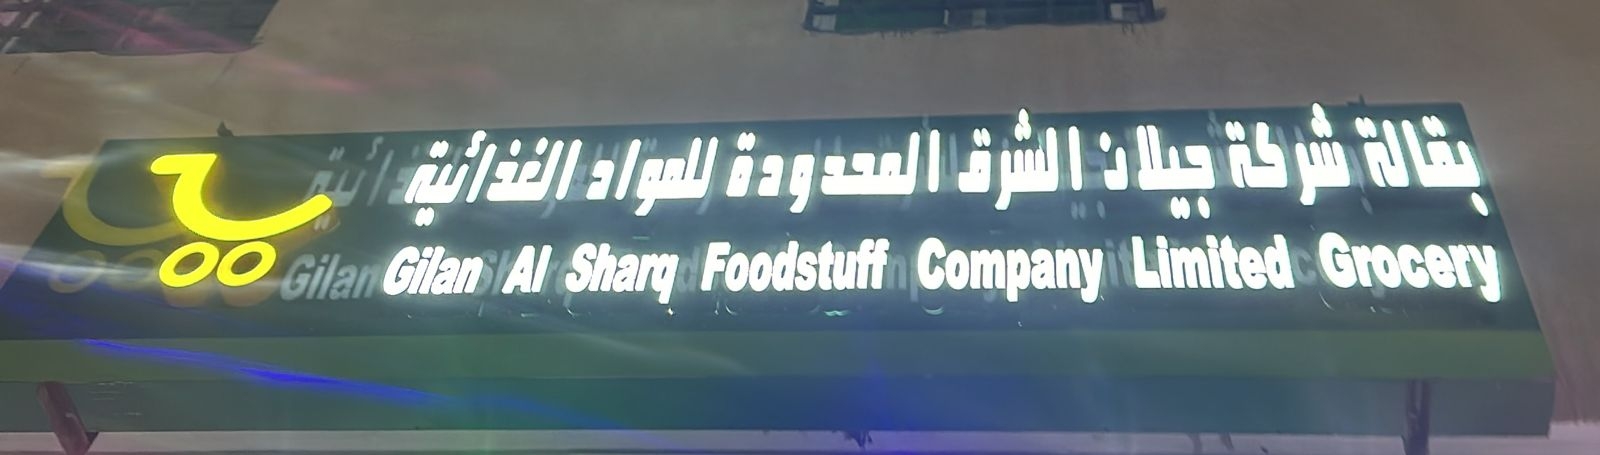 بقالة شركة جيلان الشرق المحدودة للمواد الغذائية
Gilan Al Sharq Foodstuff Company Limited Grocery